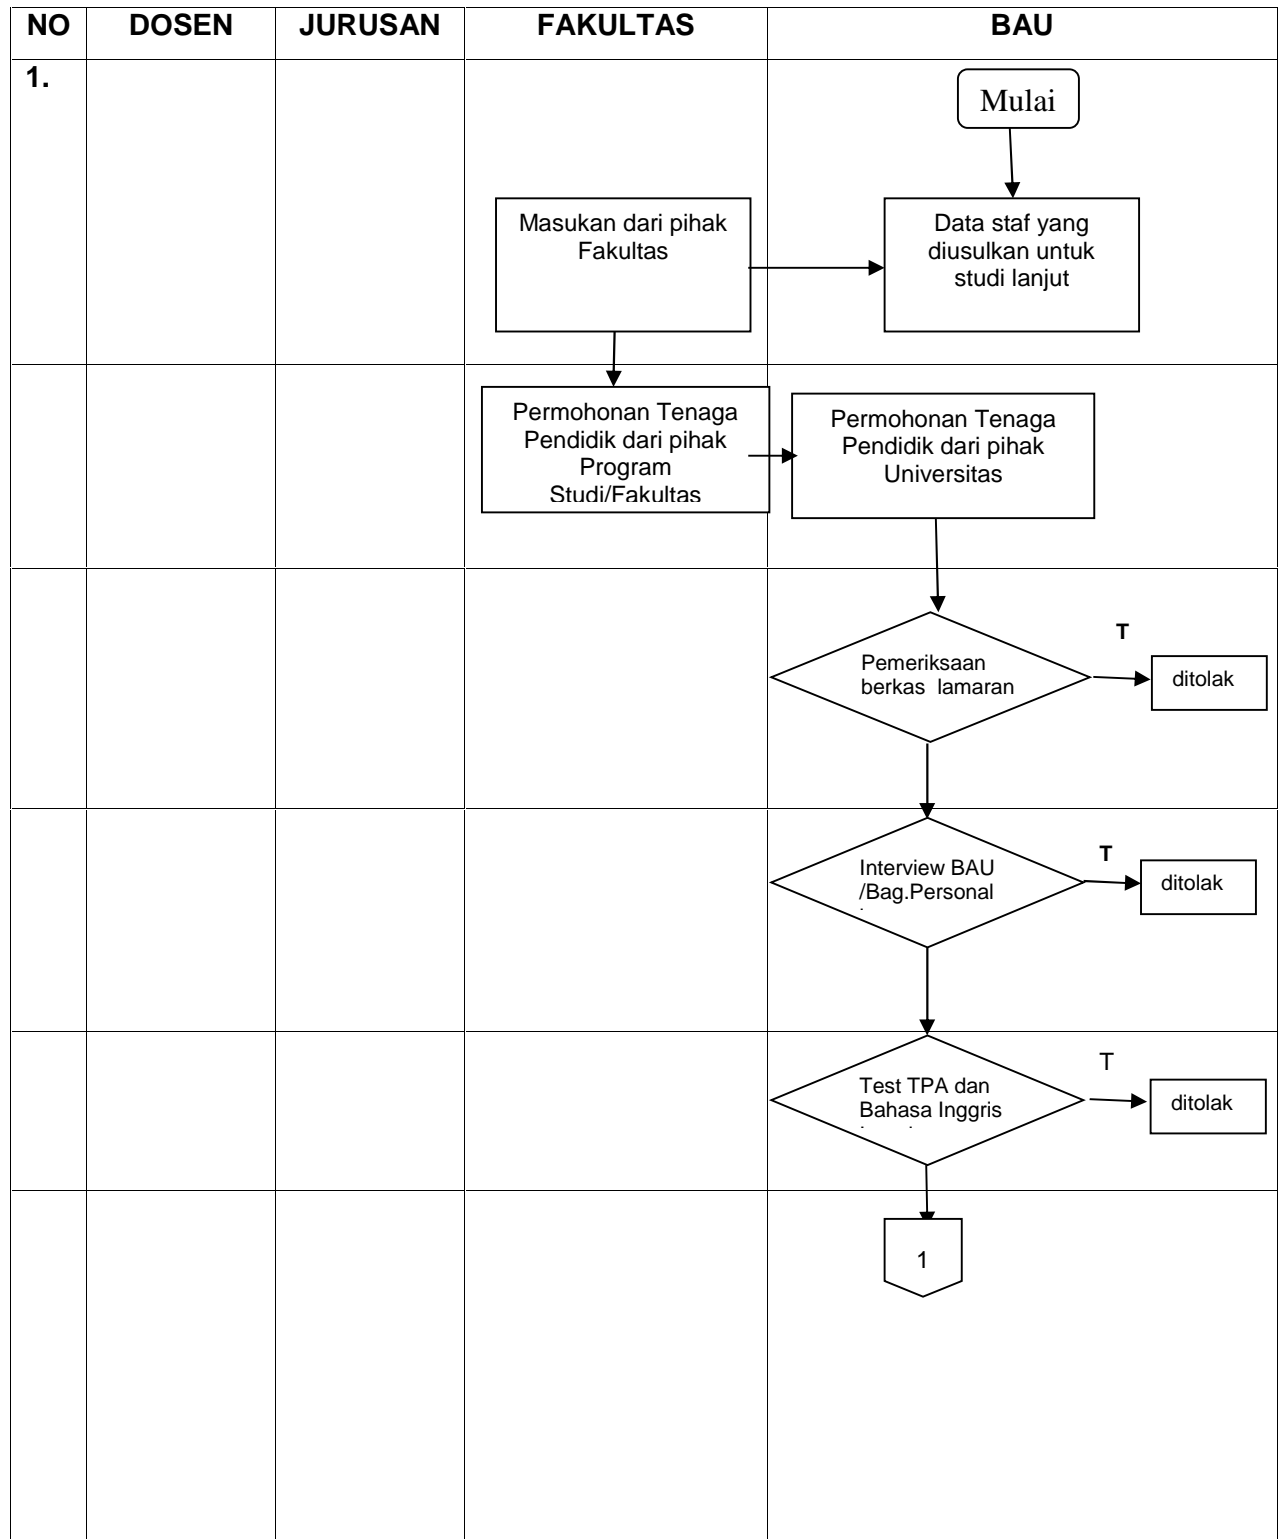 NO DOSEN JURUSAN FAKULTAS BAU
1.
Mulai
Masukan dari pihak
Fakultas
Data staf yang
diusulkan untuk
studi lanjut
Permohonan Tenaga
Pendidik dari pihak
Program
Studi/Fakultas
Permohonan Tenaga
Pendidik dari pihak
Universitas
Pemeriksaan
berkas lamaran
T
ditolak
Interview BAU
/Bag.Personal
T
ditolak
Test TPA dan
Bahasa Inggris
T
ditolak
1